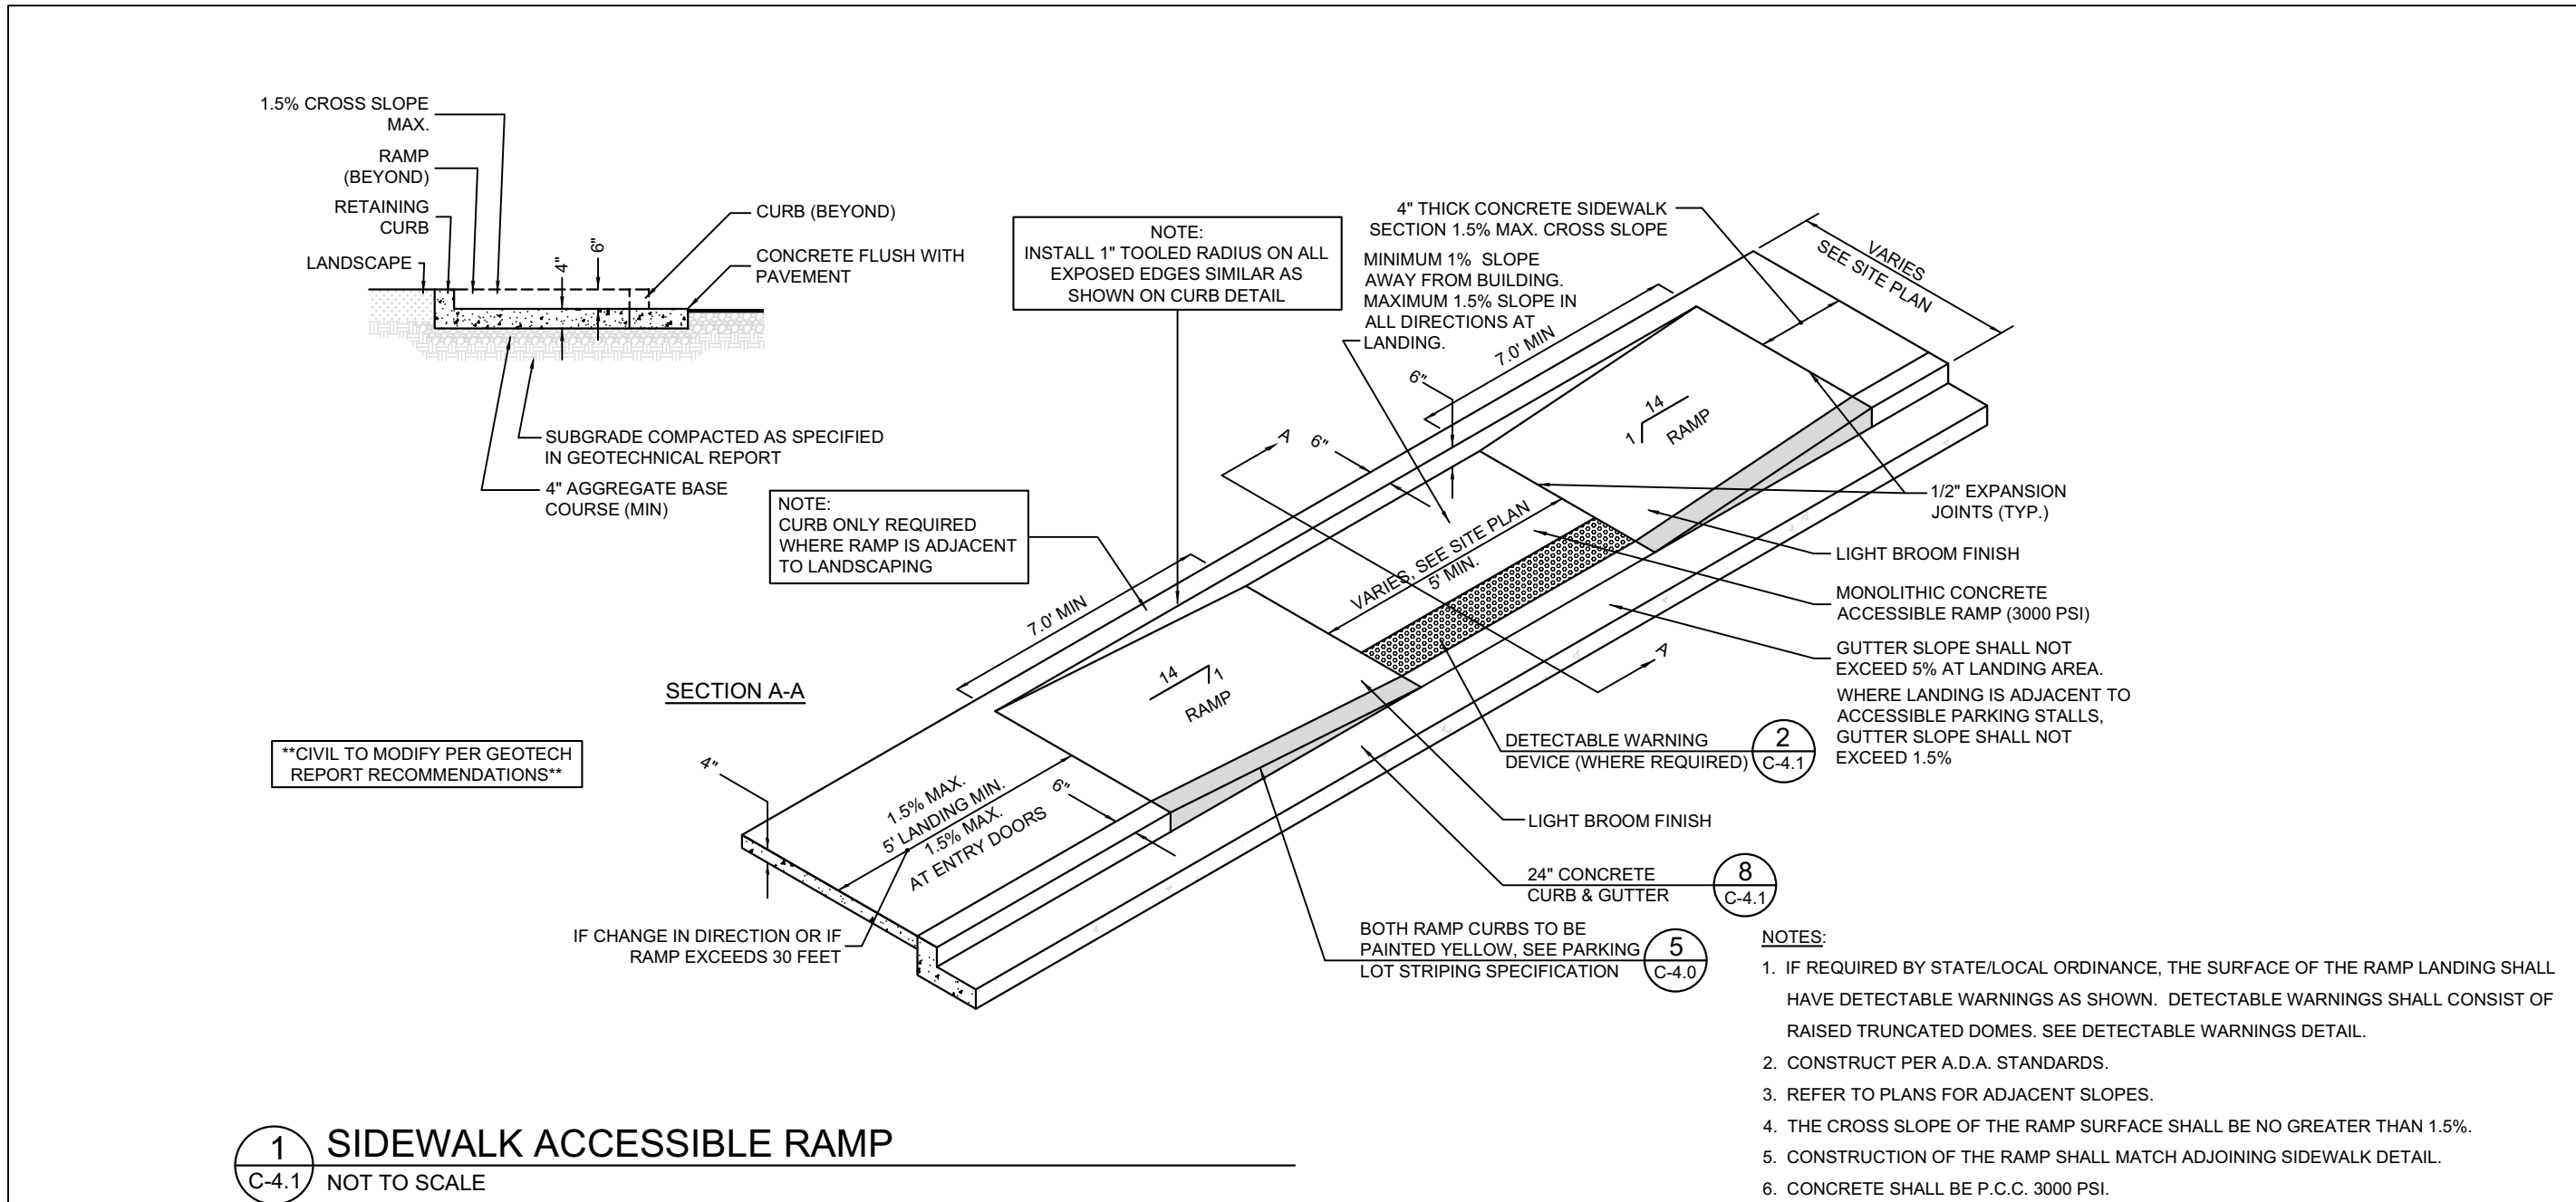 1.5% CROSS SLOPE
MAX.
RAMP
(BEYOND)
RETAINING
CURB
LANDSCAPE
4"
6"
CURB (BEYOND)
CONCRETE FLUSH WITH
PAVEMENT
SUBGRADE COMPACTED AS SPECIFIED
IN GEOTECHNICAL REPORT
4" AGGREGATE BASE
COURSE (MIN)
SECTION A-A
**CIVIL TO MODIFY PER GEOTECH
REPORT RECOMMENDATIONS**
NOTE:
INSTALL 1" TOOLED RADIUS ON ALL
EXPOSED EDGES SIMILAR AS
SHOWN ON CURB DETAIL
NOTE:
CURB ONLY REQUIRED
WHERE RAMP IS ADJACENT
TO LANDSCAPING
4" THICK CONCRETE SIDEWALK
SECTION 1.5% MAX. CROSS SLOPE
MINIMUM 1% SLOPE
AWAY FROM BUILDING.
MAXIMUM 1.5% SLOPE IN
ALL DIRECTIONS AT
LANDING.
VARIES
SEE SITE PLAN
7.0' MIN
6"
6"
A
14
1
RAMP
VARIES, SEE SITE PLAN
5' MIN.
7.0' MIN
14
1
RAMP
A
4"
1.5% MAX.
5' LANDING MIN.
1.5% MAX.
AT ENTRY DOORS
6"
IF CHANGE IN DIRECTION OR IF
RAMP EXCEEDS 30 FEET
1/2" EXPANSION
JOINTS (TYP.)
LIGHT BROOM FINISH
MONOLITHIC CONCRETE
ACCESSIBLE RAMP (3000 PSI)
GUTTER SLOPE SHALL NOT
EXCEED 5% AT LANDING AREA.
WHERE LANDING IS ADJACENT TO
ACCESSIBLE PARKING STALLS,
GUTTER SLOPE SHALL NOT
EXCEED 1.5%
DETECTABLE WARNING
DEVICE (WHERE REQUIRED)
2
C-4.1
LIGHT BROOM FINISH
24" CONCRETE
CURB & GUTTER
8
C-4.1
BOTH RAMP CURBS TO BE
PAINTED YELLOW, SEE PARKING
LOT STRIPING SPECIFICATION
5
C-4.0
NOTES:
1. IF REQUIRED BY STATE/LOCAL ORDINANCE, THE SURFACE OF THE RAMP LANDING SHALL
HAVE DETECTABLE WARNINGS AS SHOWN. DETECTABLE WARNINGS SHALL CONSIST OF
RAISED TRUNCATED DOMES. SEE DETECTABLE WARNINGS DETAIL.
2. CONSTRUCT PER A.D.A. STANDARDS.
3. REFER TO PLANS FOR ADJACENT SLOPES.
4. THE CROSS SLOPE OF THE RAMP SURFACE SHALL BE NO GREATER THAN 1.5%.
5. CONSTRUCTION OF THE RAMP SHALL MATCH ADJOINING SIDEWALK DETAIL.
6. CONCRETE SHALL BE P.C.C. 3000 PSI.
1
C-4.1
SIDEWALK ACCESSIBLE RAMP
NOT TO SCALE